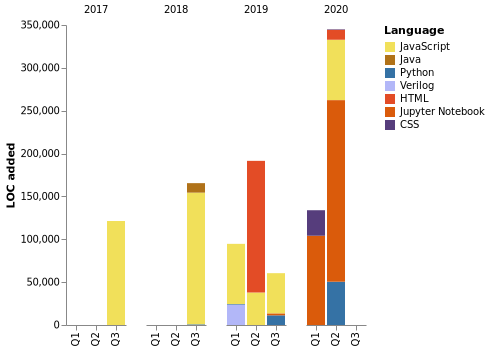 2017 2018 2019 2020
Language
JavaScript
Java
Python
Verilog
HTML
Jupyter Notebook
CSS
LOC added
350,000
300,000
250,000
200,000
150,000
100,000
50,000
0
Q1 Q2 Q3 Q1 Q2 Q3 Q1 Q2 Q3 Q1 Q2 Q3